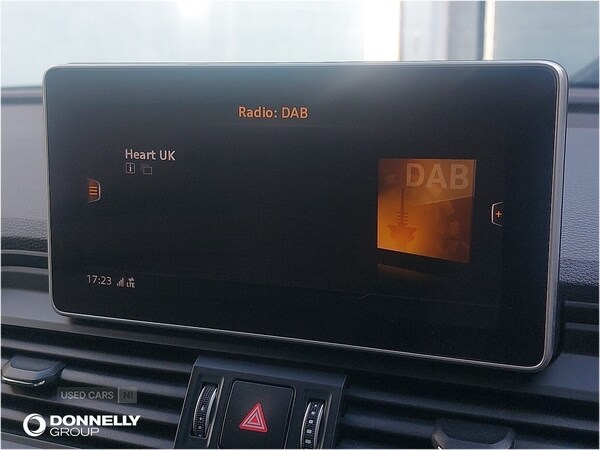 Radio: DAB
Heart UK
DAB
17:23 LTE
USED CARS NI
DONNELLY
GROUP